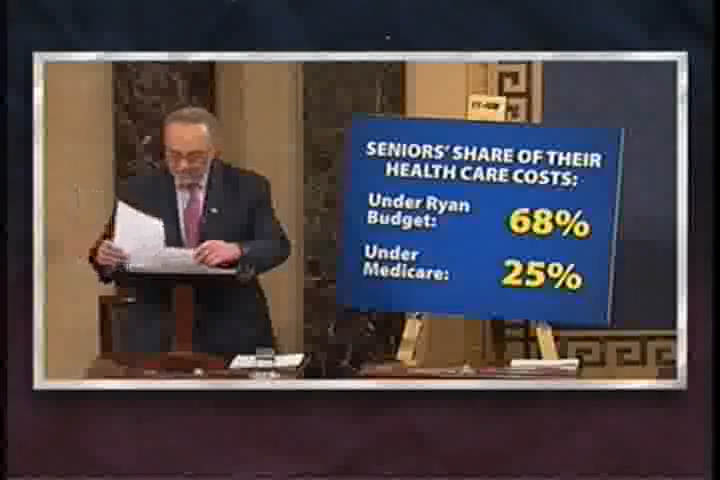 SENIORS' SHARE OF THEIR
HEALTH CARE COSTS:
Under Ryan
Budget:
68%
Under
Medicare:
25%